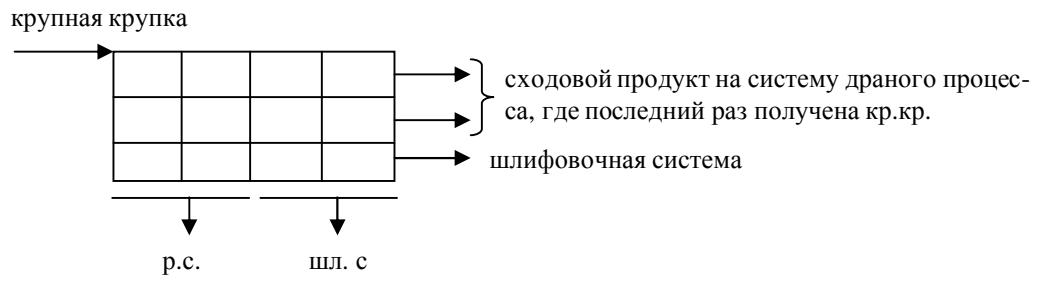 крупная крупка
сходовой продукт на систему драного процес-
са, где последний раз получена кр.кр.
шлифовочная система
р.с.
шл. с